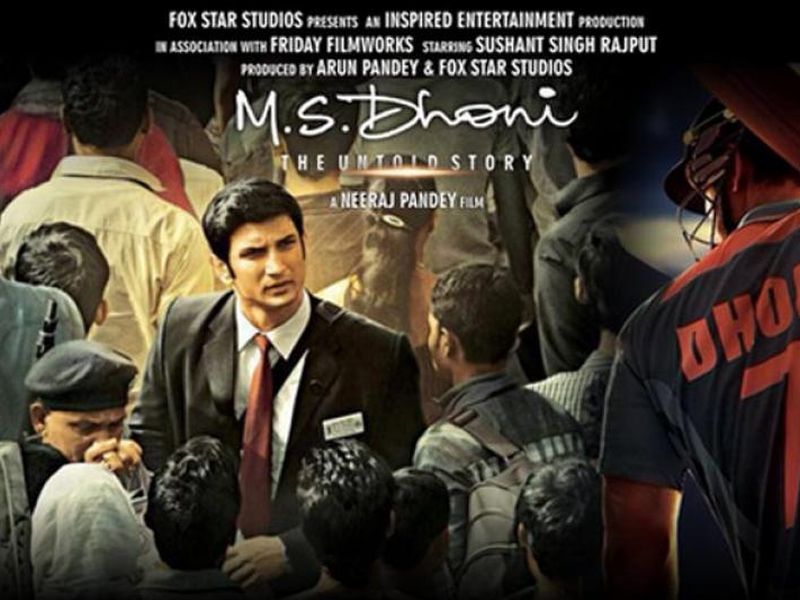 FOX STAR STUDIOS PRESENTS AN INSPIRED ENTERTAINMENT PRODUCTION
IN ASSOCIATION WITH FRIDAY FILMWORKS STARRING SUSHANT SINGH RAJPUT
PRODUCED BY ARUN PANDEY & FOX STAR STUDIOS
M.S.Dhoni
THE UNTOLD STORY
A NEERAJ PANDEY FILM
DHONI
7